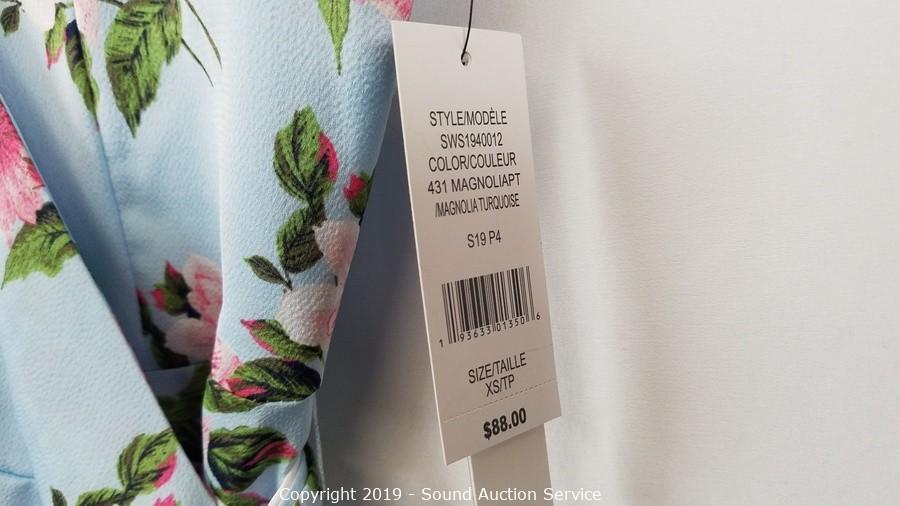 STYLE/MODÈLE
SWS1940012
COLOR/COULEUR
431 MAGNOLIAPT
/MAGNOLIA TURQUOISE
S19 P4
1 93633 01350 6
SIZE/TAILLE
XS/TP
$88.00
Copyright 2019 - Sound Auction Service